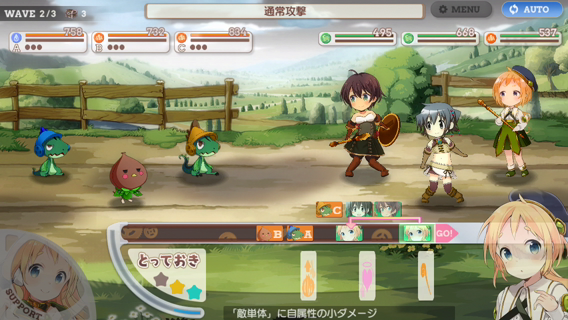 WAVE 2/3 3
通常攻撃
MENU
AUTO
758
A
732
B
834
C
495
668
537
C
B A GO!
とっておき
SUPPORT
「敵単体」に自属性の小ダメージ